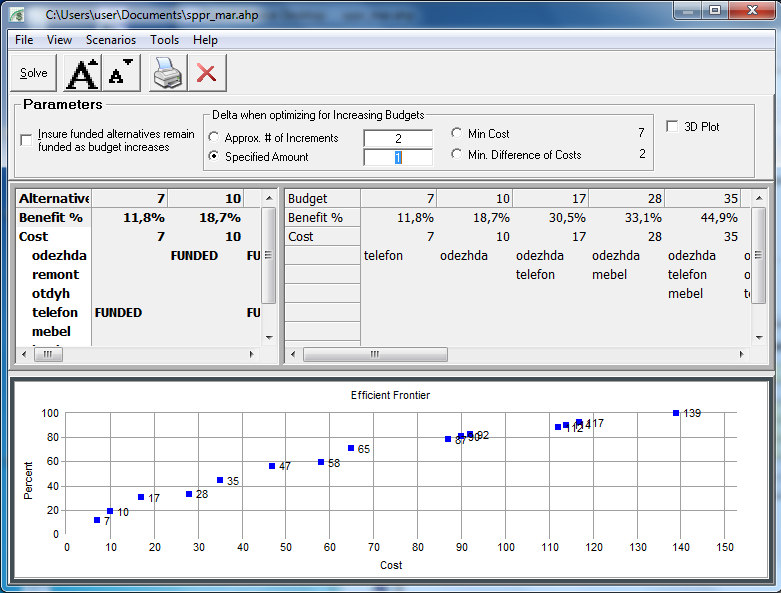 C:\Users\user\Documents\sppr_mar.ahp
File View Scenarios Tools Help
Solve A A
Parameters
Insure funded alternatives remain
funded as budget increases
Delta when optimizing for Increasing Budgets
Approx. # of Increments 2
Specified Amount 1
Min Cost 7
Min. Difference of Costs 2
3D Plot
Alternative 7 10
Benefit % 11,8% 18,7%
Cost 7 10
odezhda FUNDED FU
remont
otdyh
telefon FUNDED FU
mebel
Budget 7 10 17 28 35
Benefit % 11,8% 18,7% 30,5% 33,1% 44,9%
Cost 7 10 17 28 35
telefon odezhda odezhda odezhda odezhda
telefon mebel telefon
mebel
Efficient Frontier
Percent
100
80
60
40
20
0
7 10 17 28 35 47 58 65 87 90 92 112 114 117 139
0 10 20 30 40 50 60 70 80 90 100 110 120 130 140 150
Cost